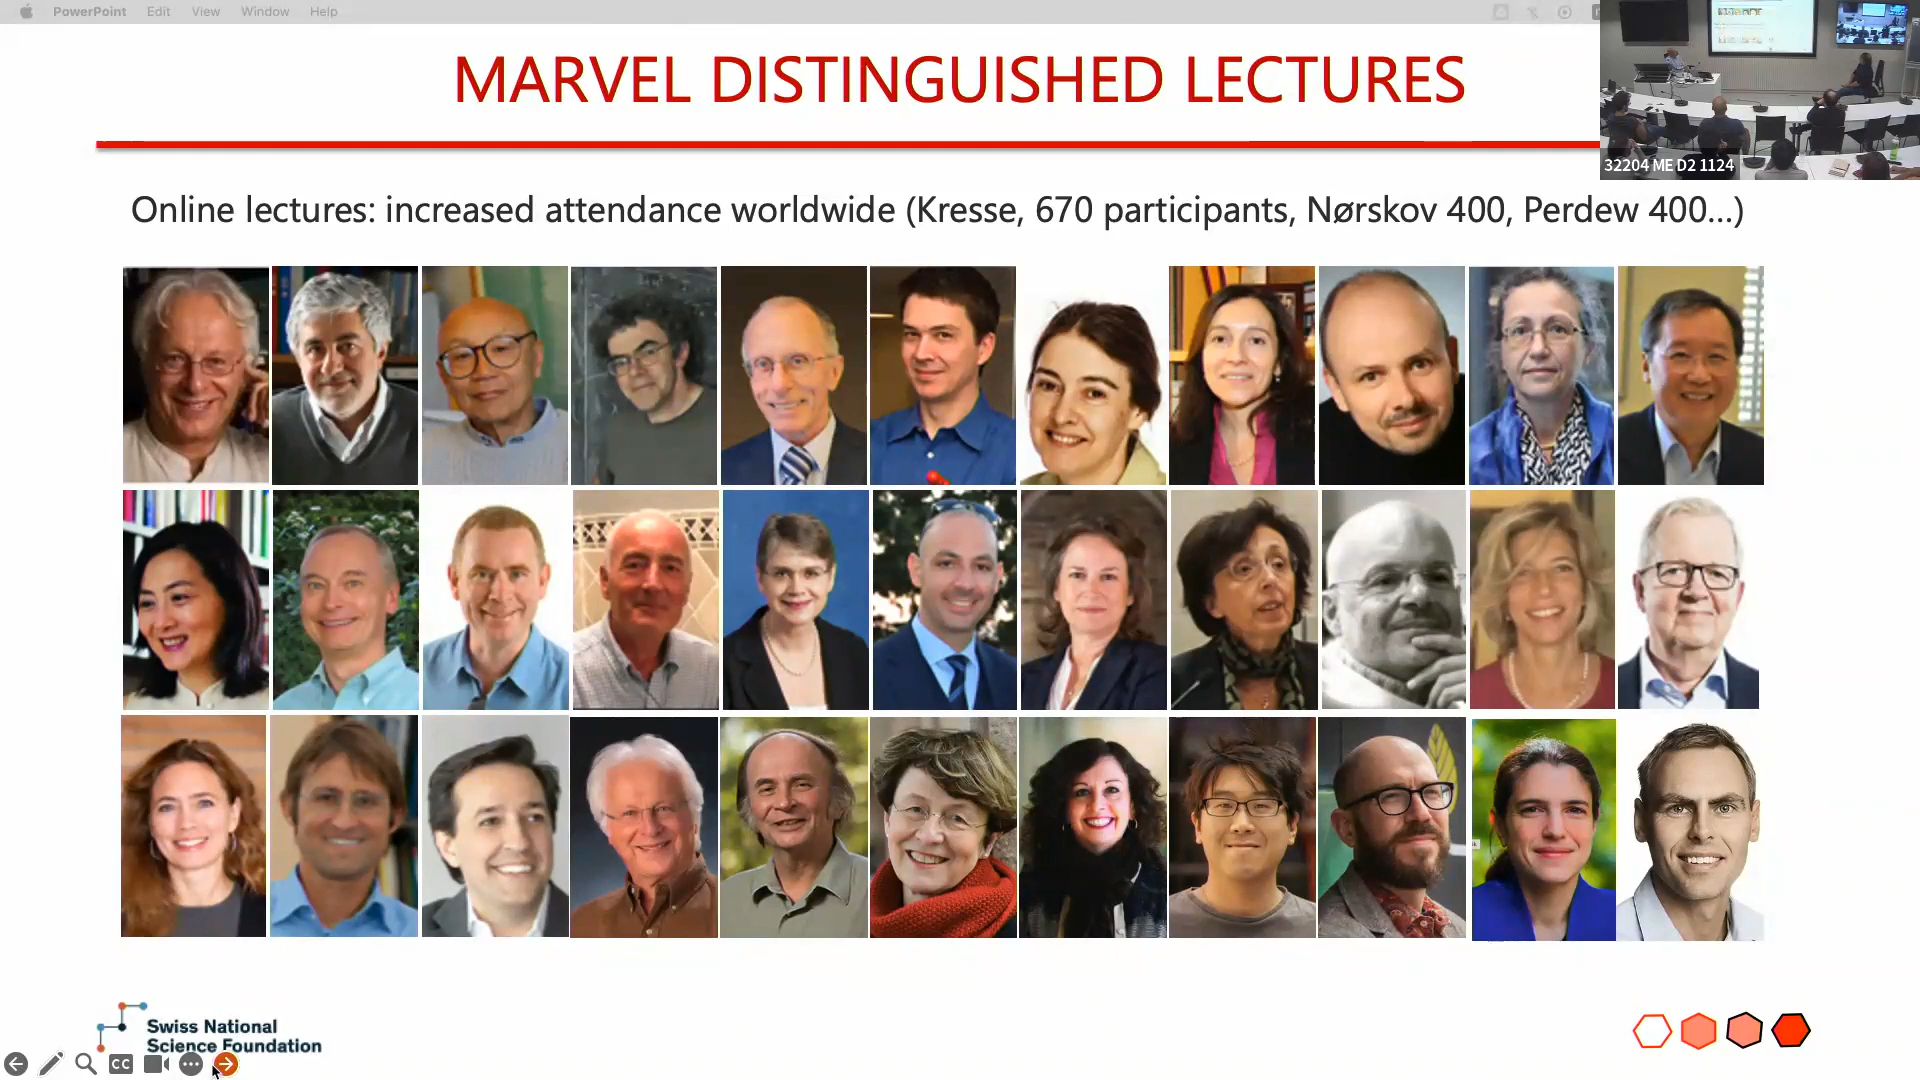 PowerPoint Edit View Window Help
MARVEL DISTINGUISHED LECTURES
32204 ME D2 1124
Online lectures: increased attendance worldwide (Kresse, 670 participants, Nørskov 400, Perdew 400...)
Swiss National
Science Foundation
CC